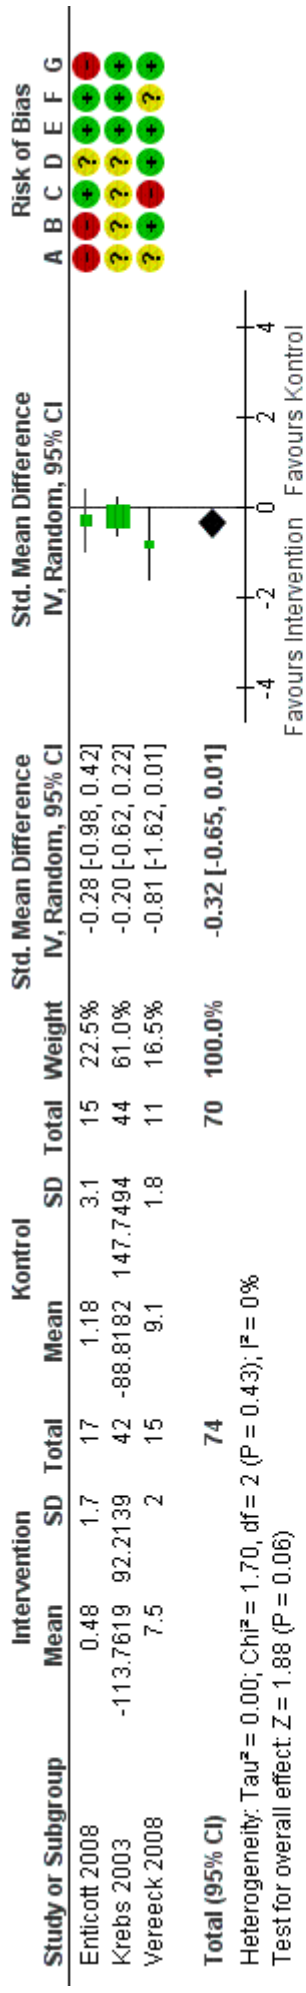 Intervention Kontrol Std. Mean Difference Std. Mean Difference Risk of Bias
Study or Subgroup Mean SD Total Mean SD Total Weight IV, Random, 95% CI IV, Random, 95% CI A B C D E F G
Enticott 2008 0.48 1.7 17 1.18 3.1 15 22.5% -0.28 [-0.98, 0.42] - - + ? + + -
Krebs 2003 -113.7619 92.2139 42 -88.8182 147.7494 44 61.0% -0.20 [-0.62, 0.22] ? ? ? ? + + +
Vereeck 2008 7.5 2 15 9.1 1.8 11 16.5% -0.81 [-1.62, 0.01] ? + - + + ? +
Total (95% CI) 74 70 100.0% -0.32 [-0.65, 0.01]
Heterogeneity: Tau² = 0.00; Chi² = 1.70, df = 2 (P = 0.43); I² = 0%
Test for overall effect: Z = 1.88 (P = 0.06)
-4 -2 0 2 4
Favours Intervention Favours Kontrol